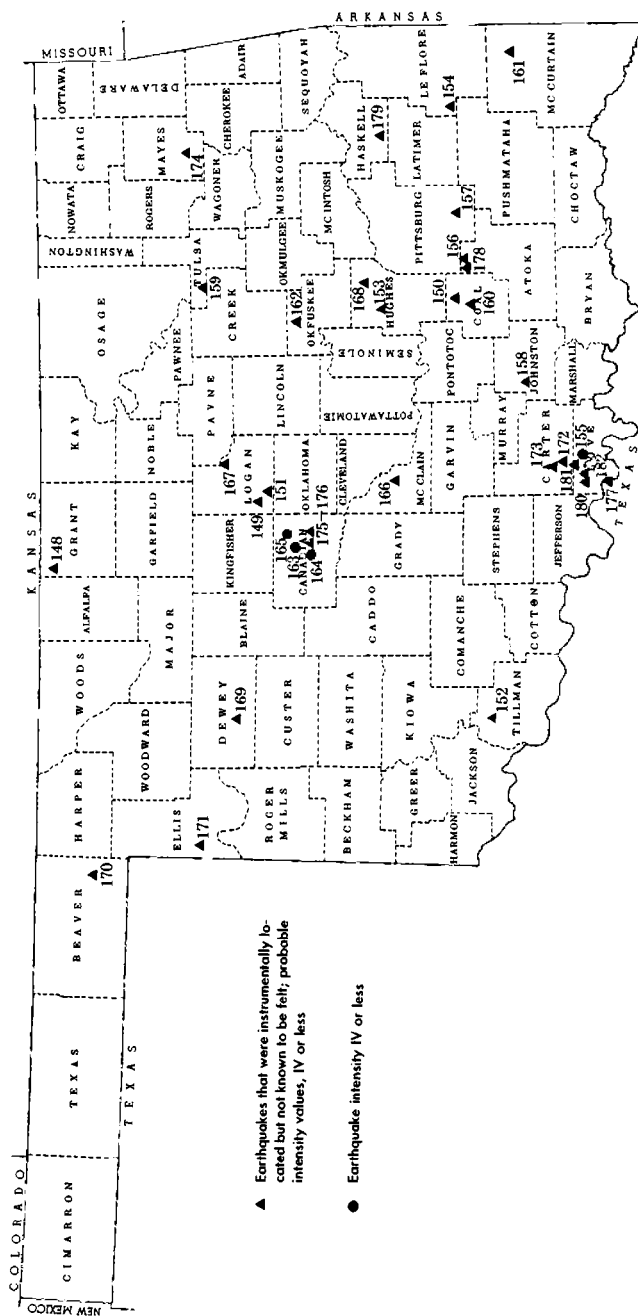 COLORADO
KANSAS
MISSOURI
NEW MEXICO
CIMARRON
TEXAS
BEAVER
170
HARPER
WOODS
ALFALFA
GRANT
148
KAY
OSAGE
WASHINGTON
NOWATA
CRAIG
OTTAWA
TEXAS
ELLIS
171
WOODWARD
MAJOR
GARFIELD
NOBLE
PAWNEE
ROGERS
MAYES
174
DELAWARE
ARKANSAS
DEWEY
169
BLAINE
KINGFISHER
LOGAN
149
151
167
PAYNE
CREEK
TULSA
159
WAGONER
CHEROKEE
ADAIR
ROGER
MILLS
CUSTER
CANADIAN
163
164
165
175-176
OKLAHOMA
LINCOLN
OKFUSKEE
162
OKMULGEE
MUSKOGEE
MC INTOSH
SEQUOYAH
BECKHAM
WASHITA
CADDO
GRADY
CLEVELAND
MC CLAIN
166
POTTAWATOMIE
SEMINOLE
HUGHES
153
168
PITTSBURG
HASKELL
179
LATIMER
LE FLORE
154
GREER
HARMON
JACKSON
KIOWA
COMANCHE
STEPHENS
GARVIN
MURRAY
PONTOTOC
COAL
150
160
156
178
157
PUSHMATAHA
161
MC CURTAIN
TILLMAN
152
COTTON
JEFFERSON
CARTER
173
172
JOHNSTON
158
ATOKA
MARSHALL
BRYAN
CHOCTAW
181
155
180
182
177
TEXAS
Earthquakes that were instrumentally lo-
cated but not known to be felt; probable
intensity values, IV or less
Earthquake intensity IV or less